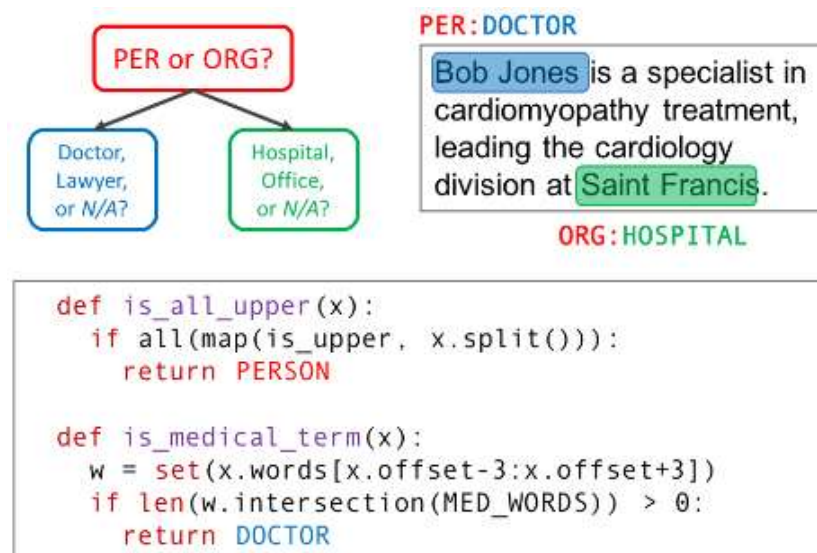 PER or ORG?
Doctor,
Lawyer,
or N/A?
Hospital,
Office,
or N/A?
PER:DOCTOR
Bob Jones is a specialist in
cardiomyopathy treatment,
leading the cardiology
division at Saint Francis.
ORG:HOSPITAL
def is_all_upper(x):
if all(map(is_upper, x.split())):
return PERSON
def is_medical_term(x):
w = set(x.words[x.offset-3:x.offset+3])
if len(w.intersection(MED_WORDS)) > 0:
return DOCTOR